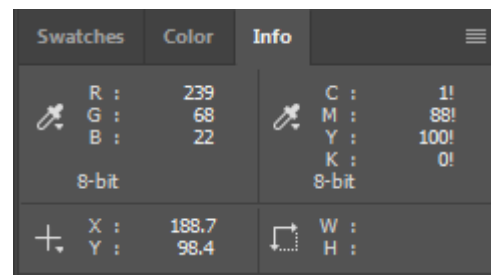 Swatches Color Info
R : 239
G : 68
B : 22
8-bit
C : 1!
M : 88!
Y : 100!
K : 0!
8-bit
X : 188.7
Y : 98.4
W :
H :